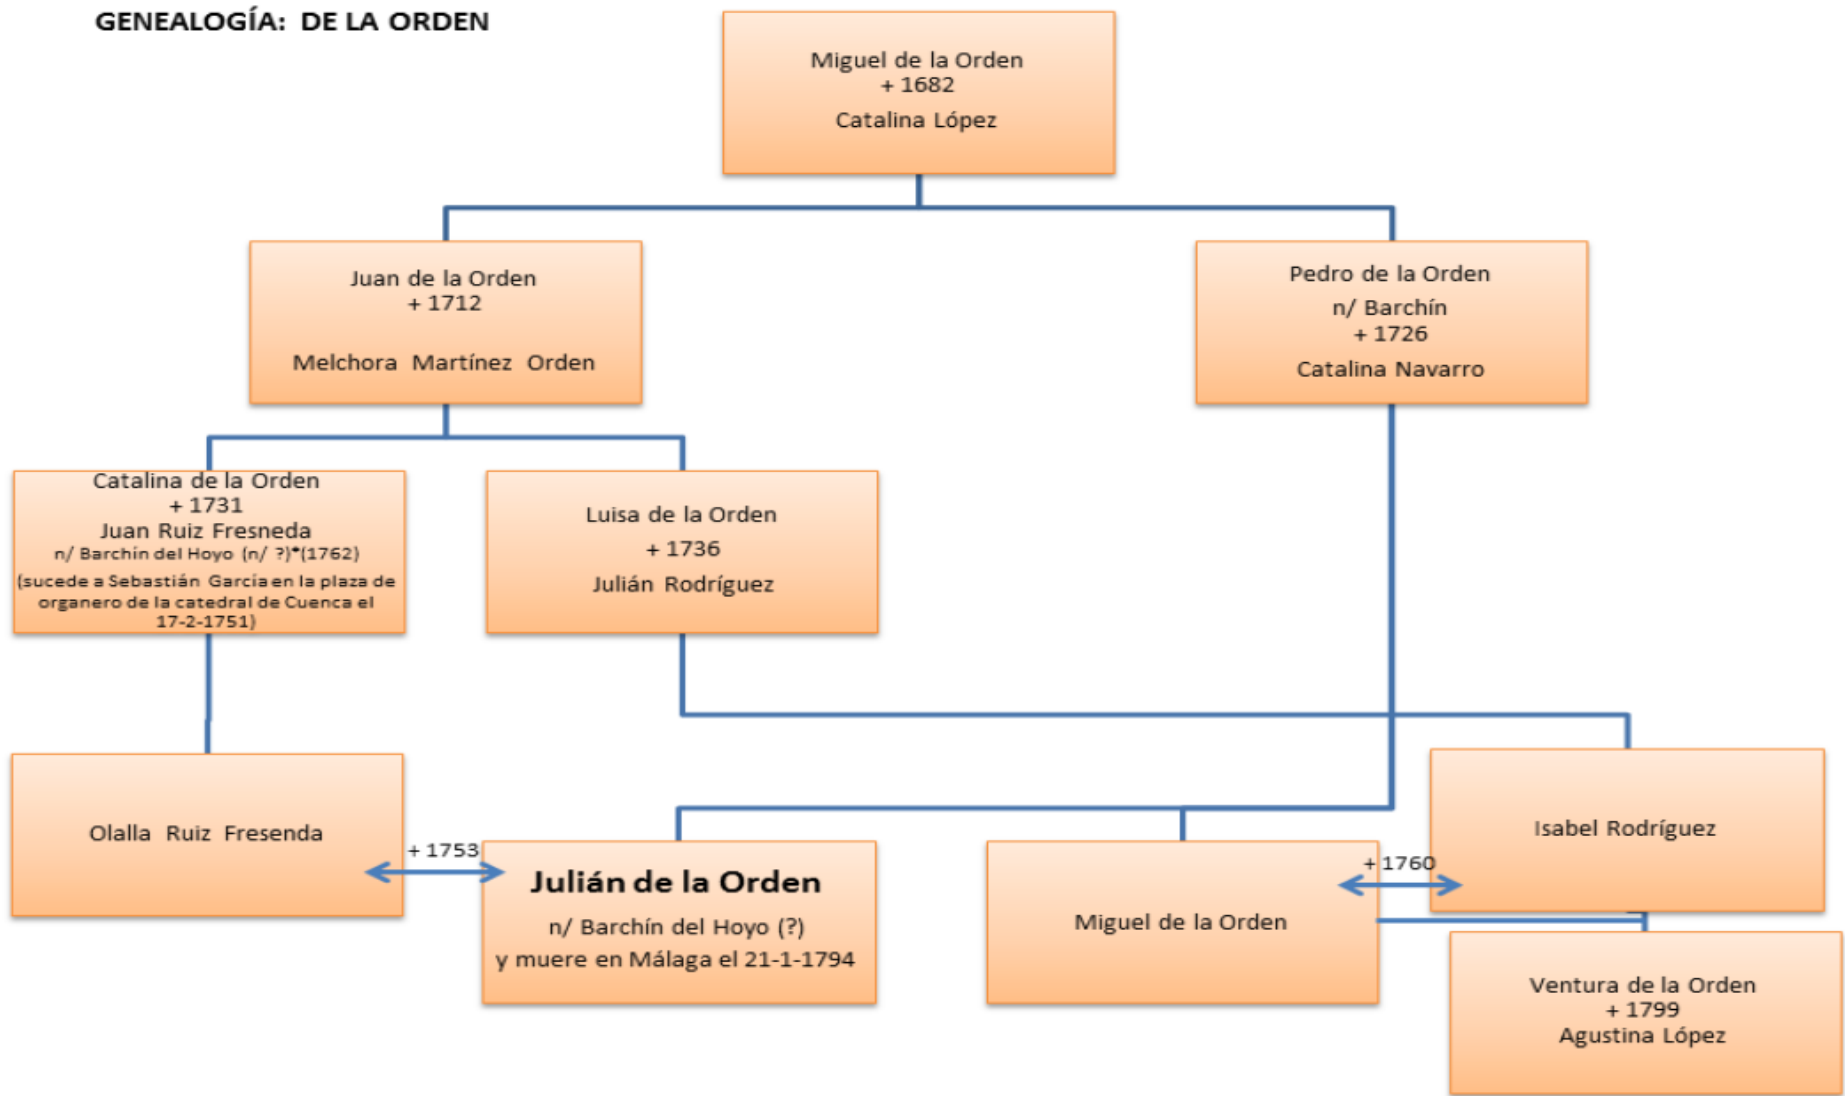 GENEALOGÍA: DE LA ORDEN
Miguel de la Orden
+ 1682
Catalina López
Juan de la Orden
+ 1712
Melchora Martínez Orden
Pedro de la Orden
n/ Barchín
+ 1726
Catalina Navarro
Catalina de la Orden
+ 1731
Juan Ruiz Fresneda
n/ Barchín del Hoyo (n/ ?)*(1762)
(sucede a Sebastián García en la plaza de
organero de la catedral de Cuenca el
17-2-1751)
Luisa de la Orden
+ 1736
Julián Rodríguez
Olalla Ruiz Fresenda
+ 1753
Julián de la Orden
n/ Barchín del Hoyo (?)
y muere en Málaga el 21-1-1794
Miguel de la Orden
+ 1760
Isabel Rodríguez
Ventura de la Orden
+ 1799
Agustina López